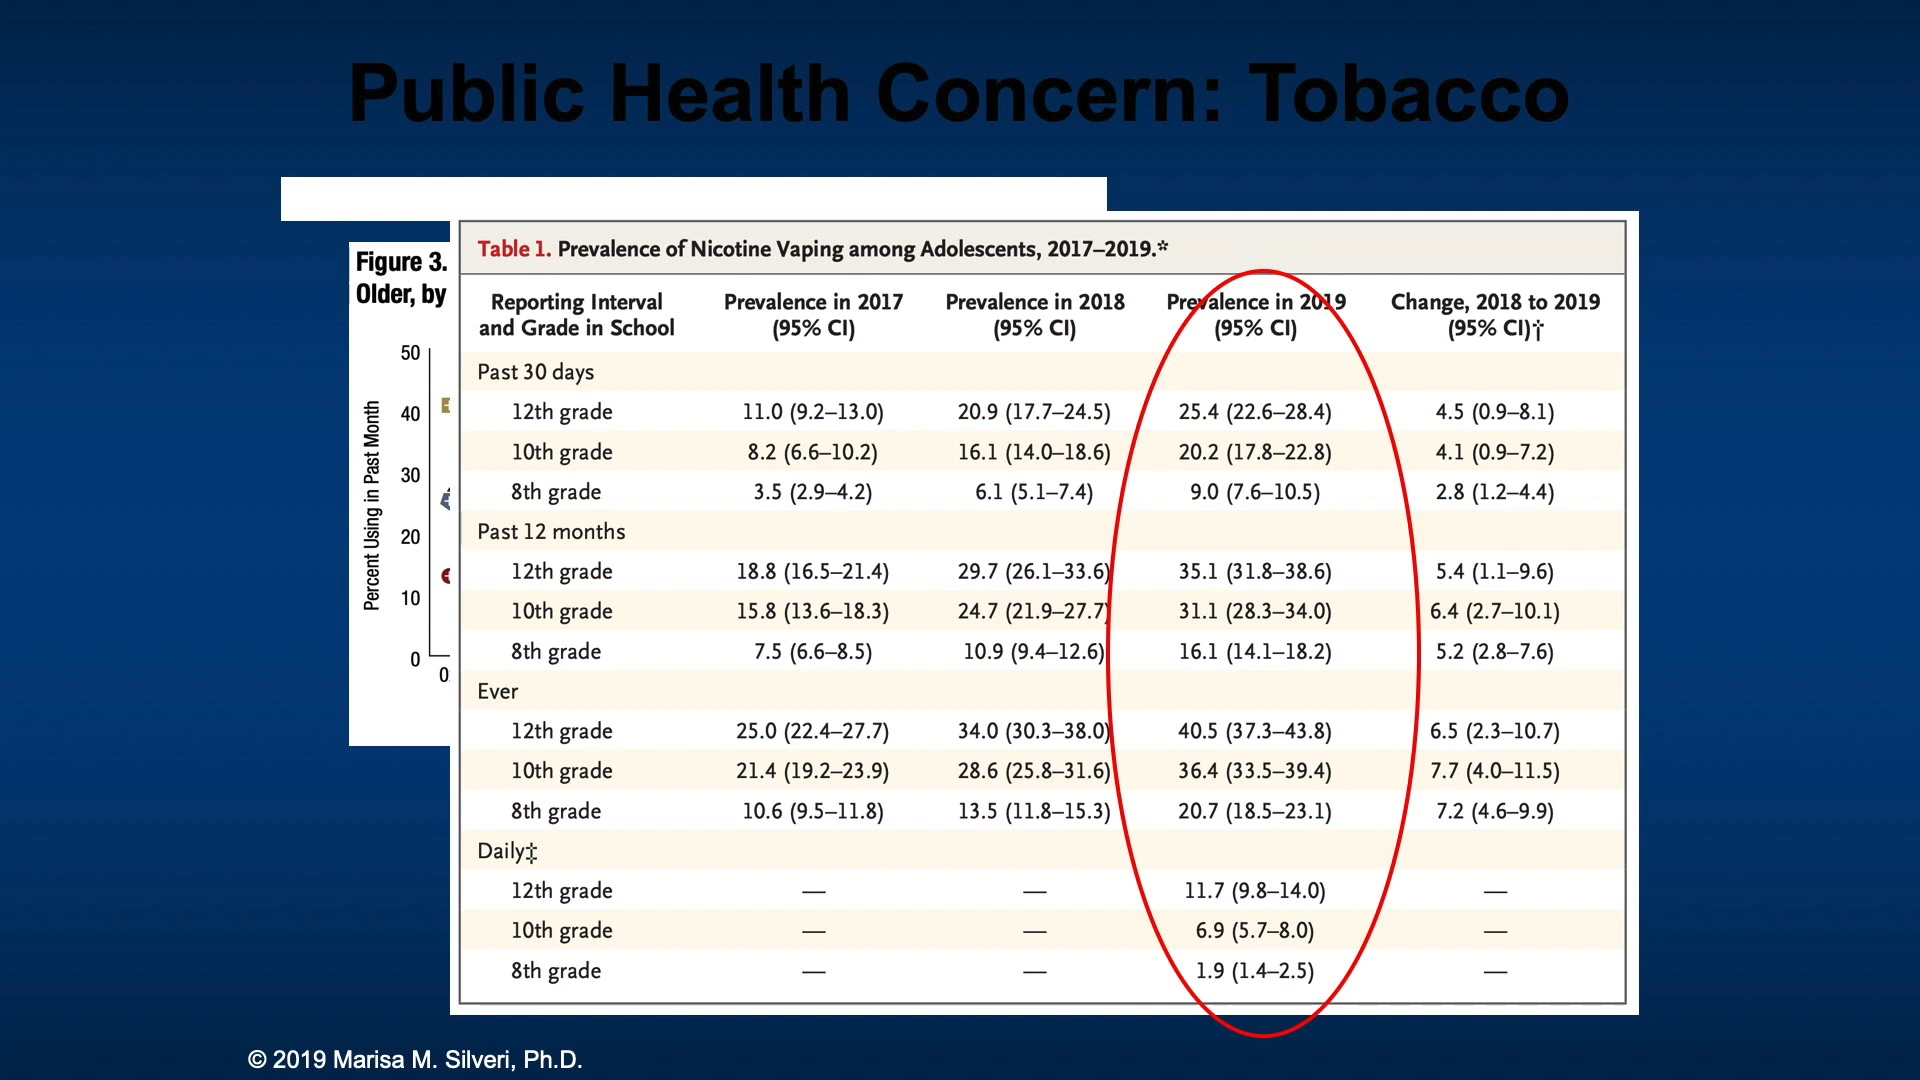 Public Health Concern: Tobacco
Figure 3.
Older, by
Percent Using in Past Month
50
40
30
20
10
0
Table 1. Prevalence of Nicotine Vaping among Adolescents, 2017–2019.*
Reporting Interval and Grade in School Prevalence in 2017 (95% CI) Prevalence in 2018 (95% CI) Prevalence in 2019 (95% CI) Change, 2018 to 2019 (95% CI)†
Past 30 days
12th grade 11.0 (9.2–13.0) 20.9 (17.7–24.5) 25.4 (22.6–28.4) 4.5 (0.9–8.1)
10th grade 8.2 (6.6–10.2) 16.1 (14.0–18.6) 20.2 (17.8–22.8) 4.1 (0.9–7.2)
8th grade 3.5 (2.9–4.2) 6.1 (5.1–7.4) 9.0 (7.6–10.5) 2.8 (1.2–4.4)
Past 12 months
12th grade 18.8 (16.5–21.4) 29.7 (26.1–33.6) 35.1 (31.8–38.6) 5.4 (1.1–9.6)
10th grade 15.8 (13.6–18.3) 24.7 (21.9–27.7) 31.1 (28.3–34.0) 6.4 (2.7–10.1)
8th grade 7.5 (6.6–8.5) 10.9 (9.4–12.6) 16.1 (14.1–18.2) 5.2 (2.8–7.6)
Ever
12th grade 25.0 (22.4–27.7) 34.0 (30.3–38.0) 40.5 (37.3–43.8) 6.5 (2.3–10.7)
10th grade 21.4 (19.2–23.9) 28.6 (25.8–31.6) 36.4 (33.5–39.4) 7.7 (4.0–11.5)
8th grade 10.6 (9.5–11.8) 13.5 (11.8–15.3) 20.7 (18.5–23.1) 7.2 (4.6–9.9)
Daily‡
12th grade — — 11.7 (9.8–14.0) —
10th grade — — 6.9 (5.7–8.0) —
8th grade — — 1.9 (1.4–2.5) —
© 2019 Marisa M. Silveri, Ph.D.